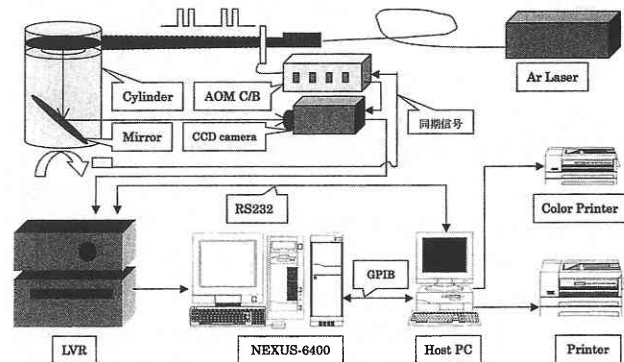 Ar Laser
Cylinder
AOM C/B
Mirror
CCD camera
同期信号
RS232
Color Printer
GPIB
LVR
NEXUS-6400
Host PC
Printer